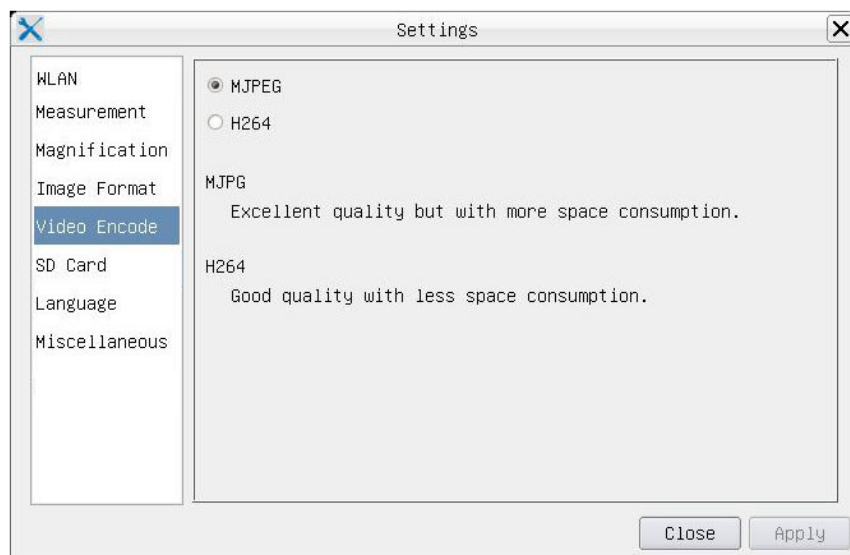 Settings
WLAN
Measurement
Magnification
Image Format
Video Encode
SD Card
Language
Miscellaneous
MJPEG
H264
MJPG
Excellent quality but with more space consumption.
H264
Good quality with less space consumption.
Close
Apply